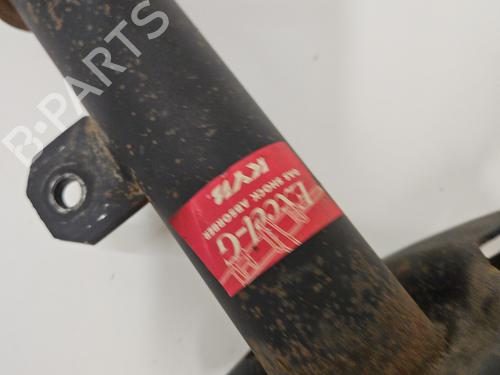 B-PARTS
KYB
GAS SHOCK ABSORBER
Excel-G